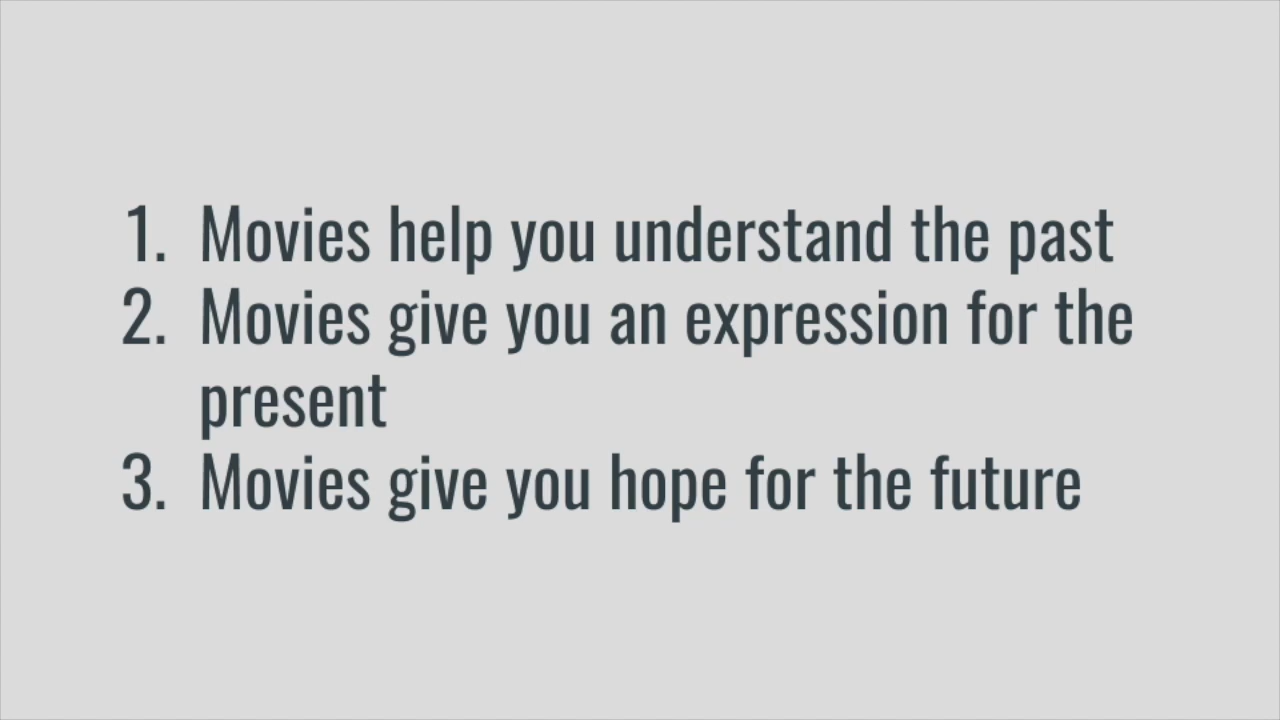 1. Movies help you understand the past
2. Movies give you an expression for the
present
3. Movies give you hope for the future